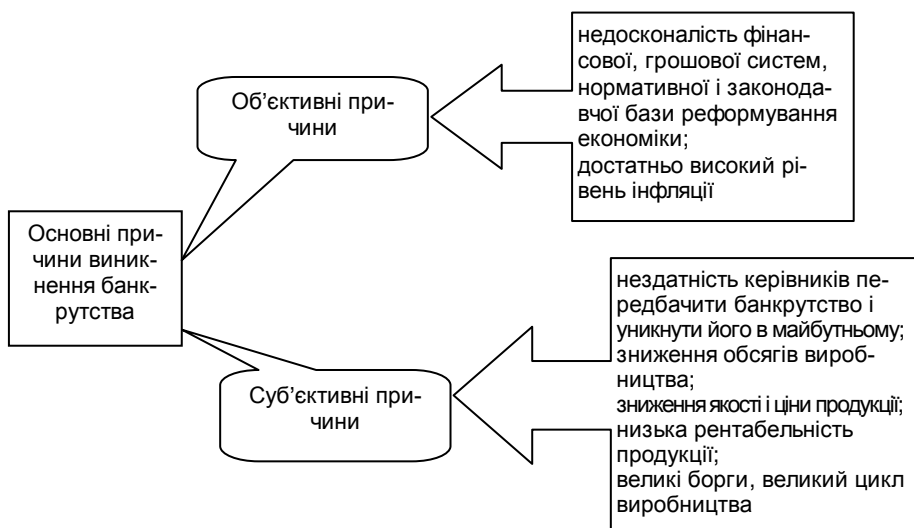 Основні при-
чини виник-
нення банк-
рутства
Об’єктивні при-
чини
недосконалість фінан-
сової, грошової систем,
нормативної і законода-
вчої бази реформування
економіки;
достатньо високий рі-
вень інфляції
Суб’єктивні при-
чини
нездатність керівників пе-
редбачити банкрутство і
уникнути його в майбутньому;
зниження обсягів вироб-
ництва;
зниження якості і ціни продукції;
низька рентабельність
продукції;
великі борги, великий цикл
виробництва